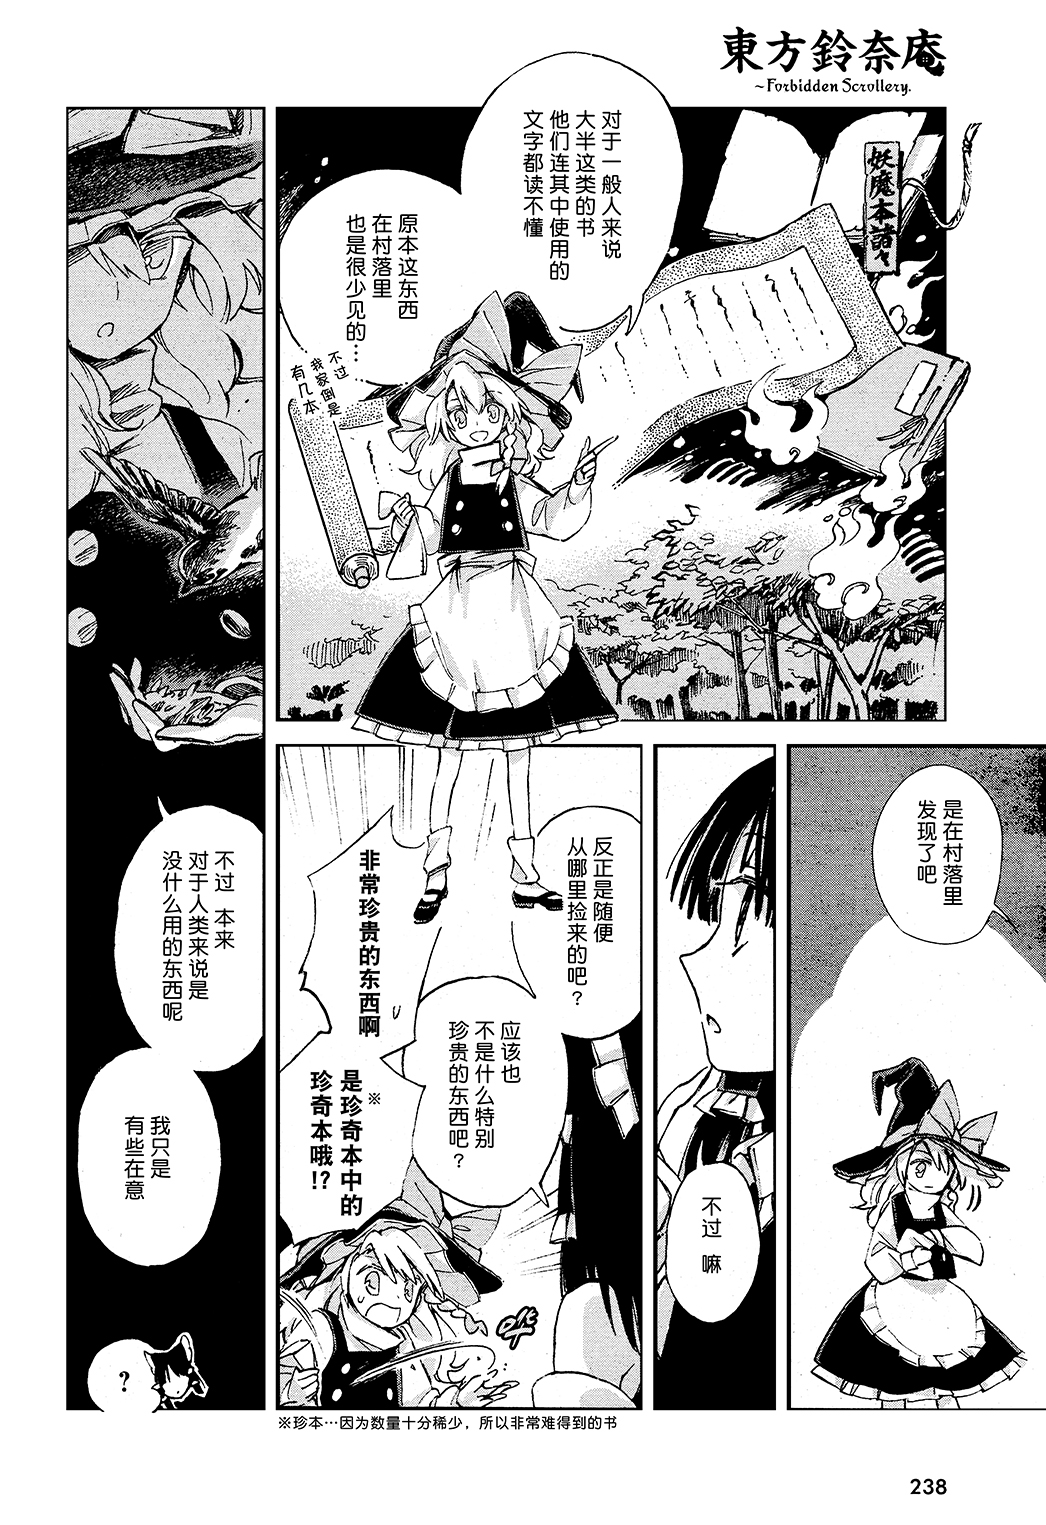 東方鈴奈庵
~Forbidden Scrollery.
妖魔本諸々
对于一般人来说
大半这类的书
他们连其中使用的
文字都读不懂
原本这东西
在村落里
也是很少见的…
不过
我家倒是
有几本
是在村落里
发现了吧
不过 嘛
反正是随便
从哪里捡来的吧？
应该也
不是什么特别
珍贵的东西吧？
非常珍贵的东西啊
※
是珍奇本中的
珍奇本哦!?
不过 本来
对于人类来说是
没什么用的东西呢
我只是
有些在意
？
※珍本…因为数量十分稀少，所以非常难得到的书
238